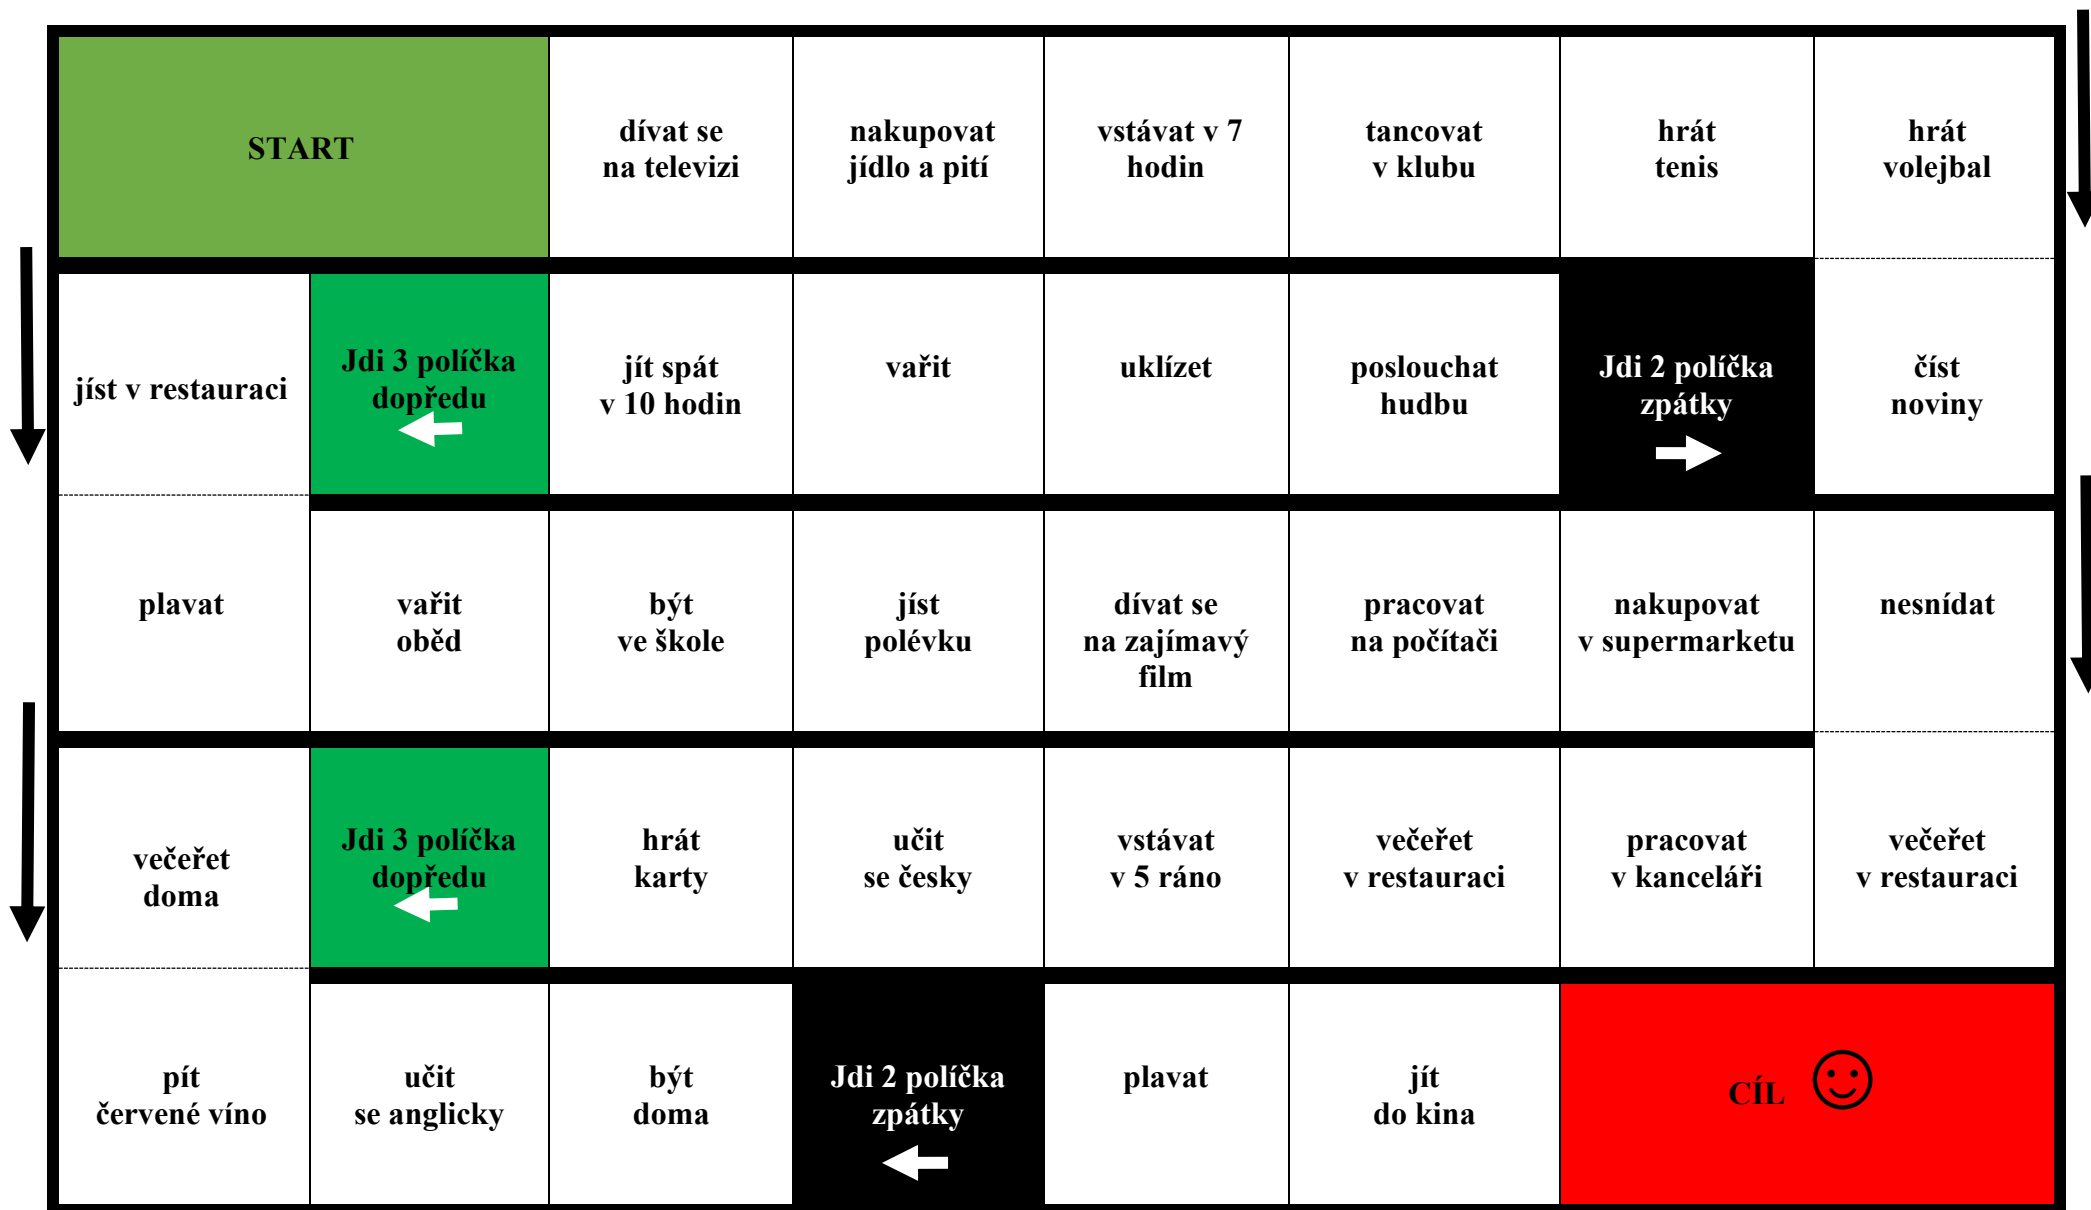 START
dívat se
na televizi
nakupovat
jídlo a pití
vstávat v 7
hodin
tancovat
v klubu
hrát
tenis
hrát
volejbal
jíst v restauraci
Jdi 3 políčka
dopředu
jít spát
v 10 hodin
vařit
uklízet
poslouchat
hudbu
Jdi 2 políčka
zpátky
číst
noviny
plavat
vařit
oběd
být
ve škole
jíst
polévku
dívat se
na zajímavý
film
pracovat
na počítači
nakupovat
v supermarketu
nesnídat
večeřet
doma
Jdi 3 políčka
dopředu
hrát
karty
učit
se česky
vstávat
v 5 ráno
večeřet
v restauraci
pracovat
v kanceláři
večeřet
v restauraci
pít
červené víno
učit
se anglicky
být
doma
Jdi 2 políčka
zpátky
plavat
jít
do kina
CÍL